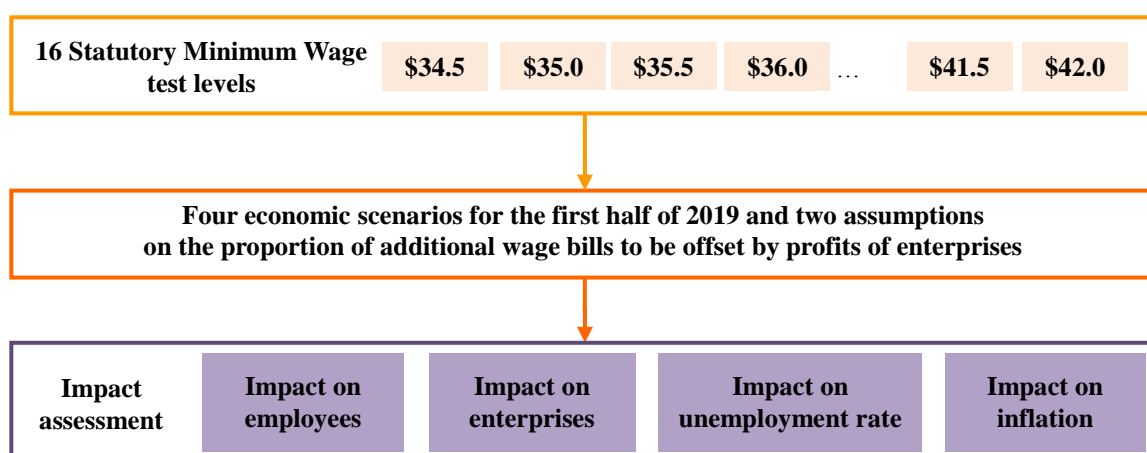 16 Statutory Minimum Wage
test levels
$34.5
$35.0
$35.5
$36.0
...
$41.5
$42.0
Four economic scenarios for the first half of 2019 and two assumptions
on the proportion of additional wage bills to be offset by profits of enterprises
Impact
assessment
Impact on
employees
Impact on
enterprises
Impact on
unemployment rate
Impact on
inflation